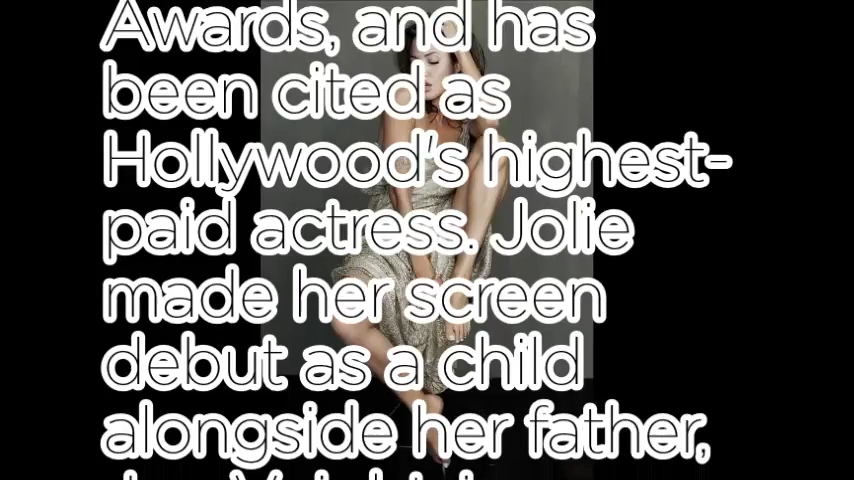 Awards, and has
been cited as
Hollywood's highest-
paid actress. Jolie
made her screen
debut as a child
alongside her father,